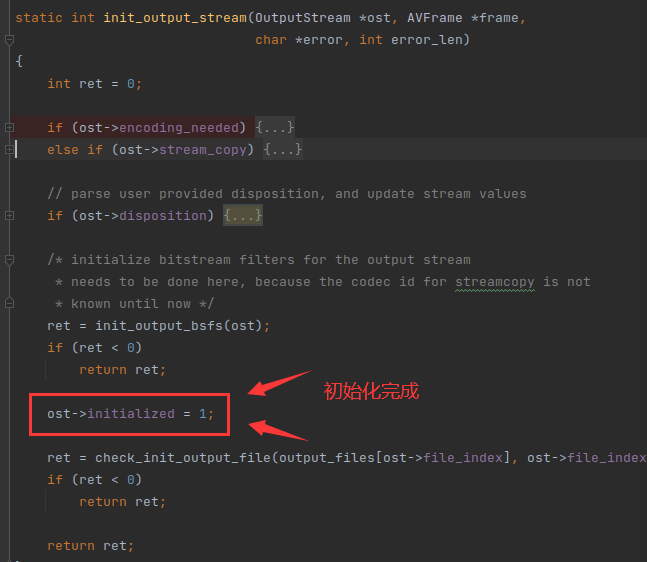 static int init_output_stream(OutputStream *ost, AVFrame *frame,
char *error, int error_len)
{
int ret = 0;
if (ost->encoding_needed) {...}
else if (ost->stream_copy) {...}
// parse user provided disposition, and update stream values
if (ost->disposition) {...}
/* initialize bitstream filters for the output stream
* needs to be done here, because the codec id for streamcopy is not
* known until now */
ret = init_output_bsfs(ost);
if (ret < 0)
return ret;
初始化完成
ost->initialized = 1;
ret = check_init_output_file(output_files[ost->file_index], ost->file_index
if (ret < 0)
return ret;
return ret;